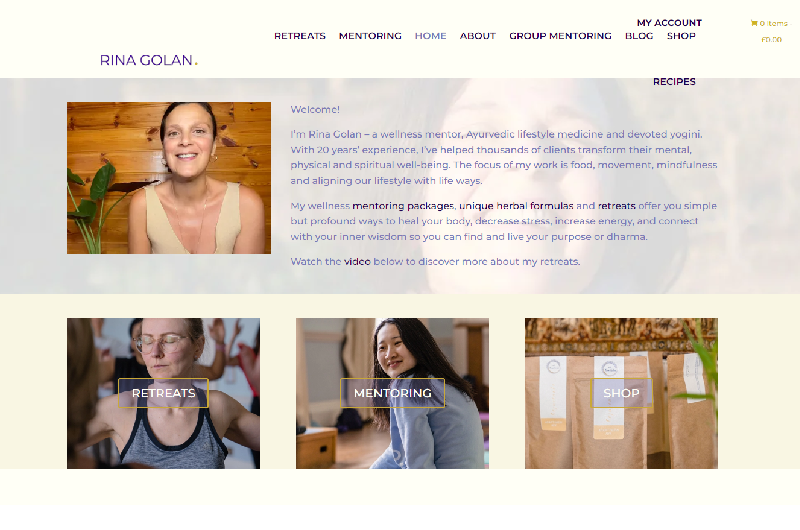 MY ACCOUNT
0 Items
RETREATS MENTORING HOME ABOUT GROUP MENTORING BLOG SHOP
£0.00
RINA GOLAN.
RECIPES
Welcome!
I'm Rina Golan – a wellness mentor, Ayurvedic lifestyle medicine and devoted yogini.
With 20 years' experience, I've helped thousands of clients transform their mental,
physical and spiritual well-being. The focus of my work is food, movement, mindfulness
and aligning our lifestyle with life ways.
My wellness mentoring packages, unique herbal formulas and retreats offer you simple
but profound ways to heal your body, decrease stress, increase energy, and connect
with your inner wisdom so you can find and live your purpose or dharma.
Watch the video below to discover more about my retreats.
RETREATS
MENTORING
SHOP